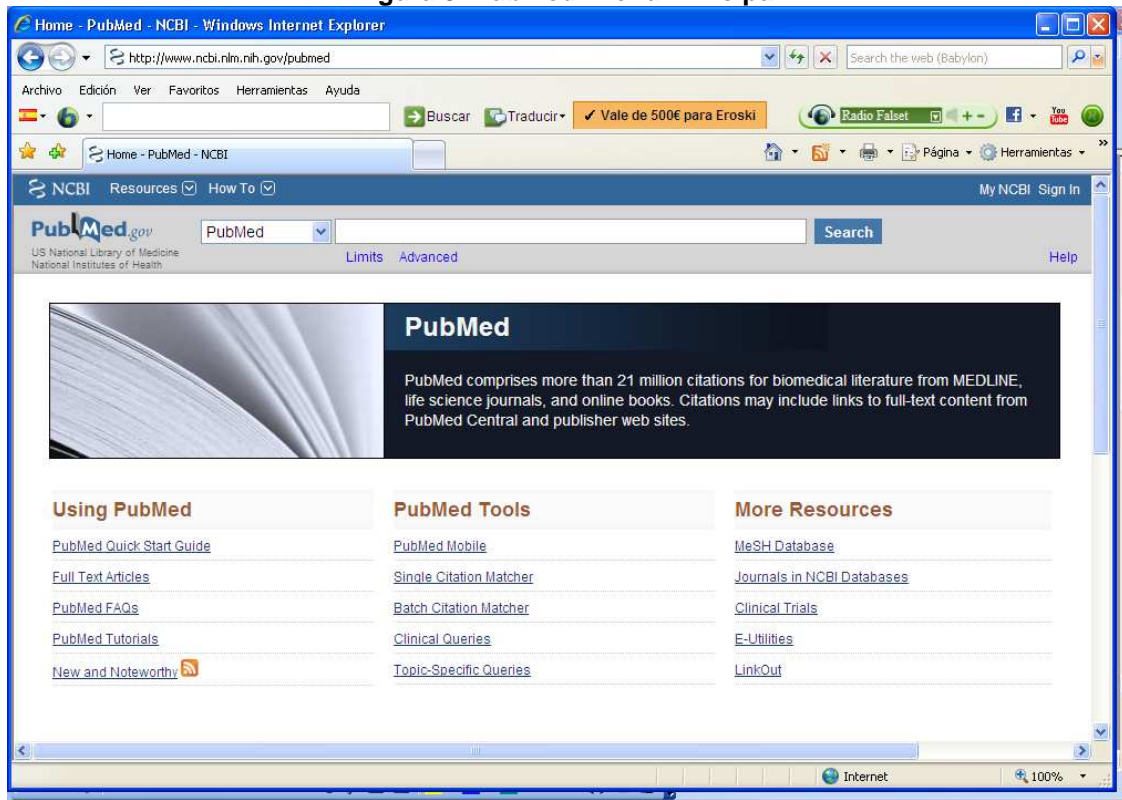 Home - PubMed - NCBI - Windows Internet Explorer
http://www.ncbi.nlm.nih.gov/pubmed
Search the web (Babylon)
Archivo Edición Ver Favoritos Herramientas Ayuda
Buscar Traducir ✓ Vale de 500€ para Eroski Radio Falset + - You Tube
Home - PubMed - NCBI Página Herramientas »
NCBI Resources How To My NCBI Sign In
PubMed.gov PubMed Search
US National Library of Medicine
National Institutes of Health
Limits Advanced Help
PubMed
PubMed comprises more than 21 million citations for biomedical literature from MEDLINE,
life science journals, and online books. Citations may include links to full-text content from
PubMed Central and publisher web sites.
Using PubMed
PubMed Quick Start Guide
Full Text Articles
PubMed FAQs
PubMed Tutorials
New and Noteworthy
PubMed Tools
PubMed Mobile
Single Citation Matcher
Batch Citation Matcher
Clinical Queries
Topic-Specific Queries
More Resources
MeSH Database
Journals in NCBI Databases
Clinical Trials
E-Utilities
LinkOut
Internet 100%